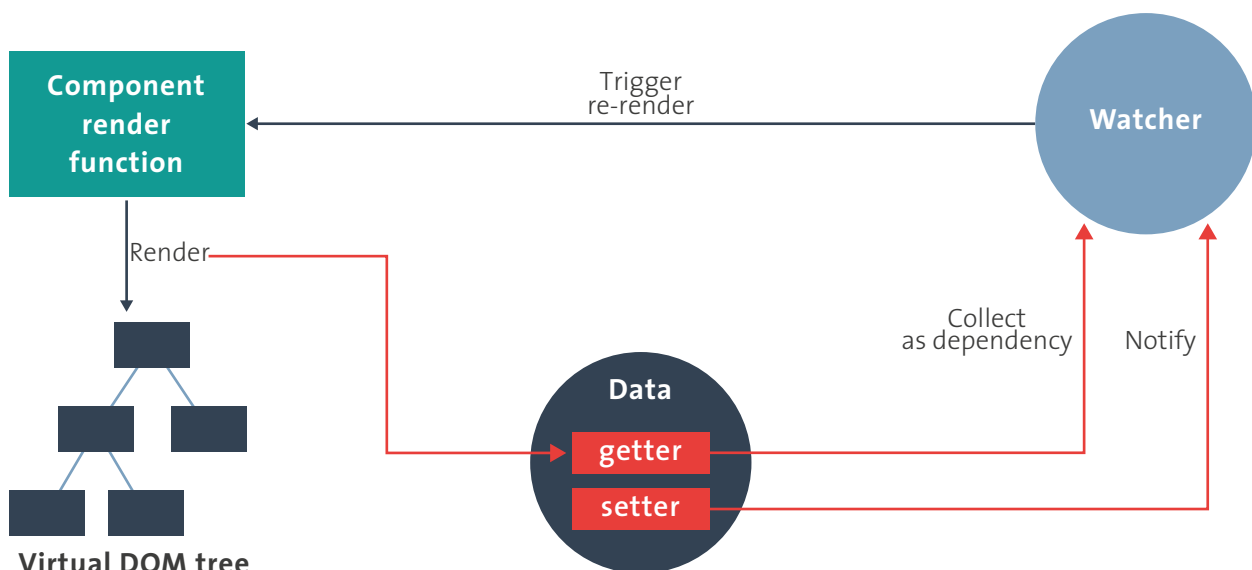 Component
render
function
Trigger
re-render
Watcher
Render
Collect
as dependency
Notify
Data
getter
setter
Virtual DOM tree